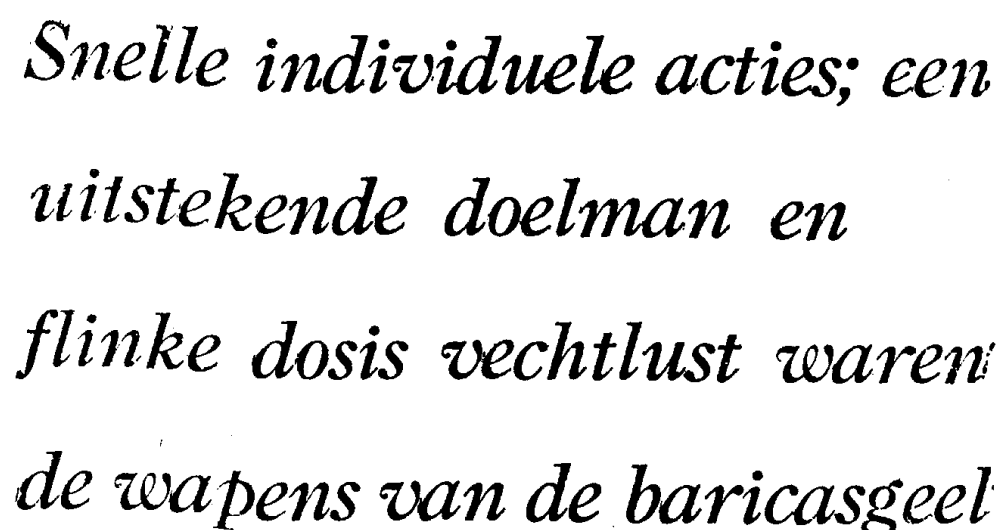 Snelle individuele acties; een
uitstekende doelman en
flinke dosis vechtlust waren
de wapens van de baricasgeel